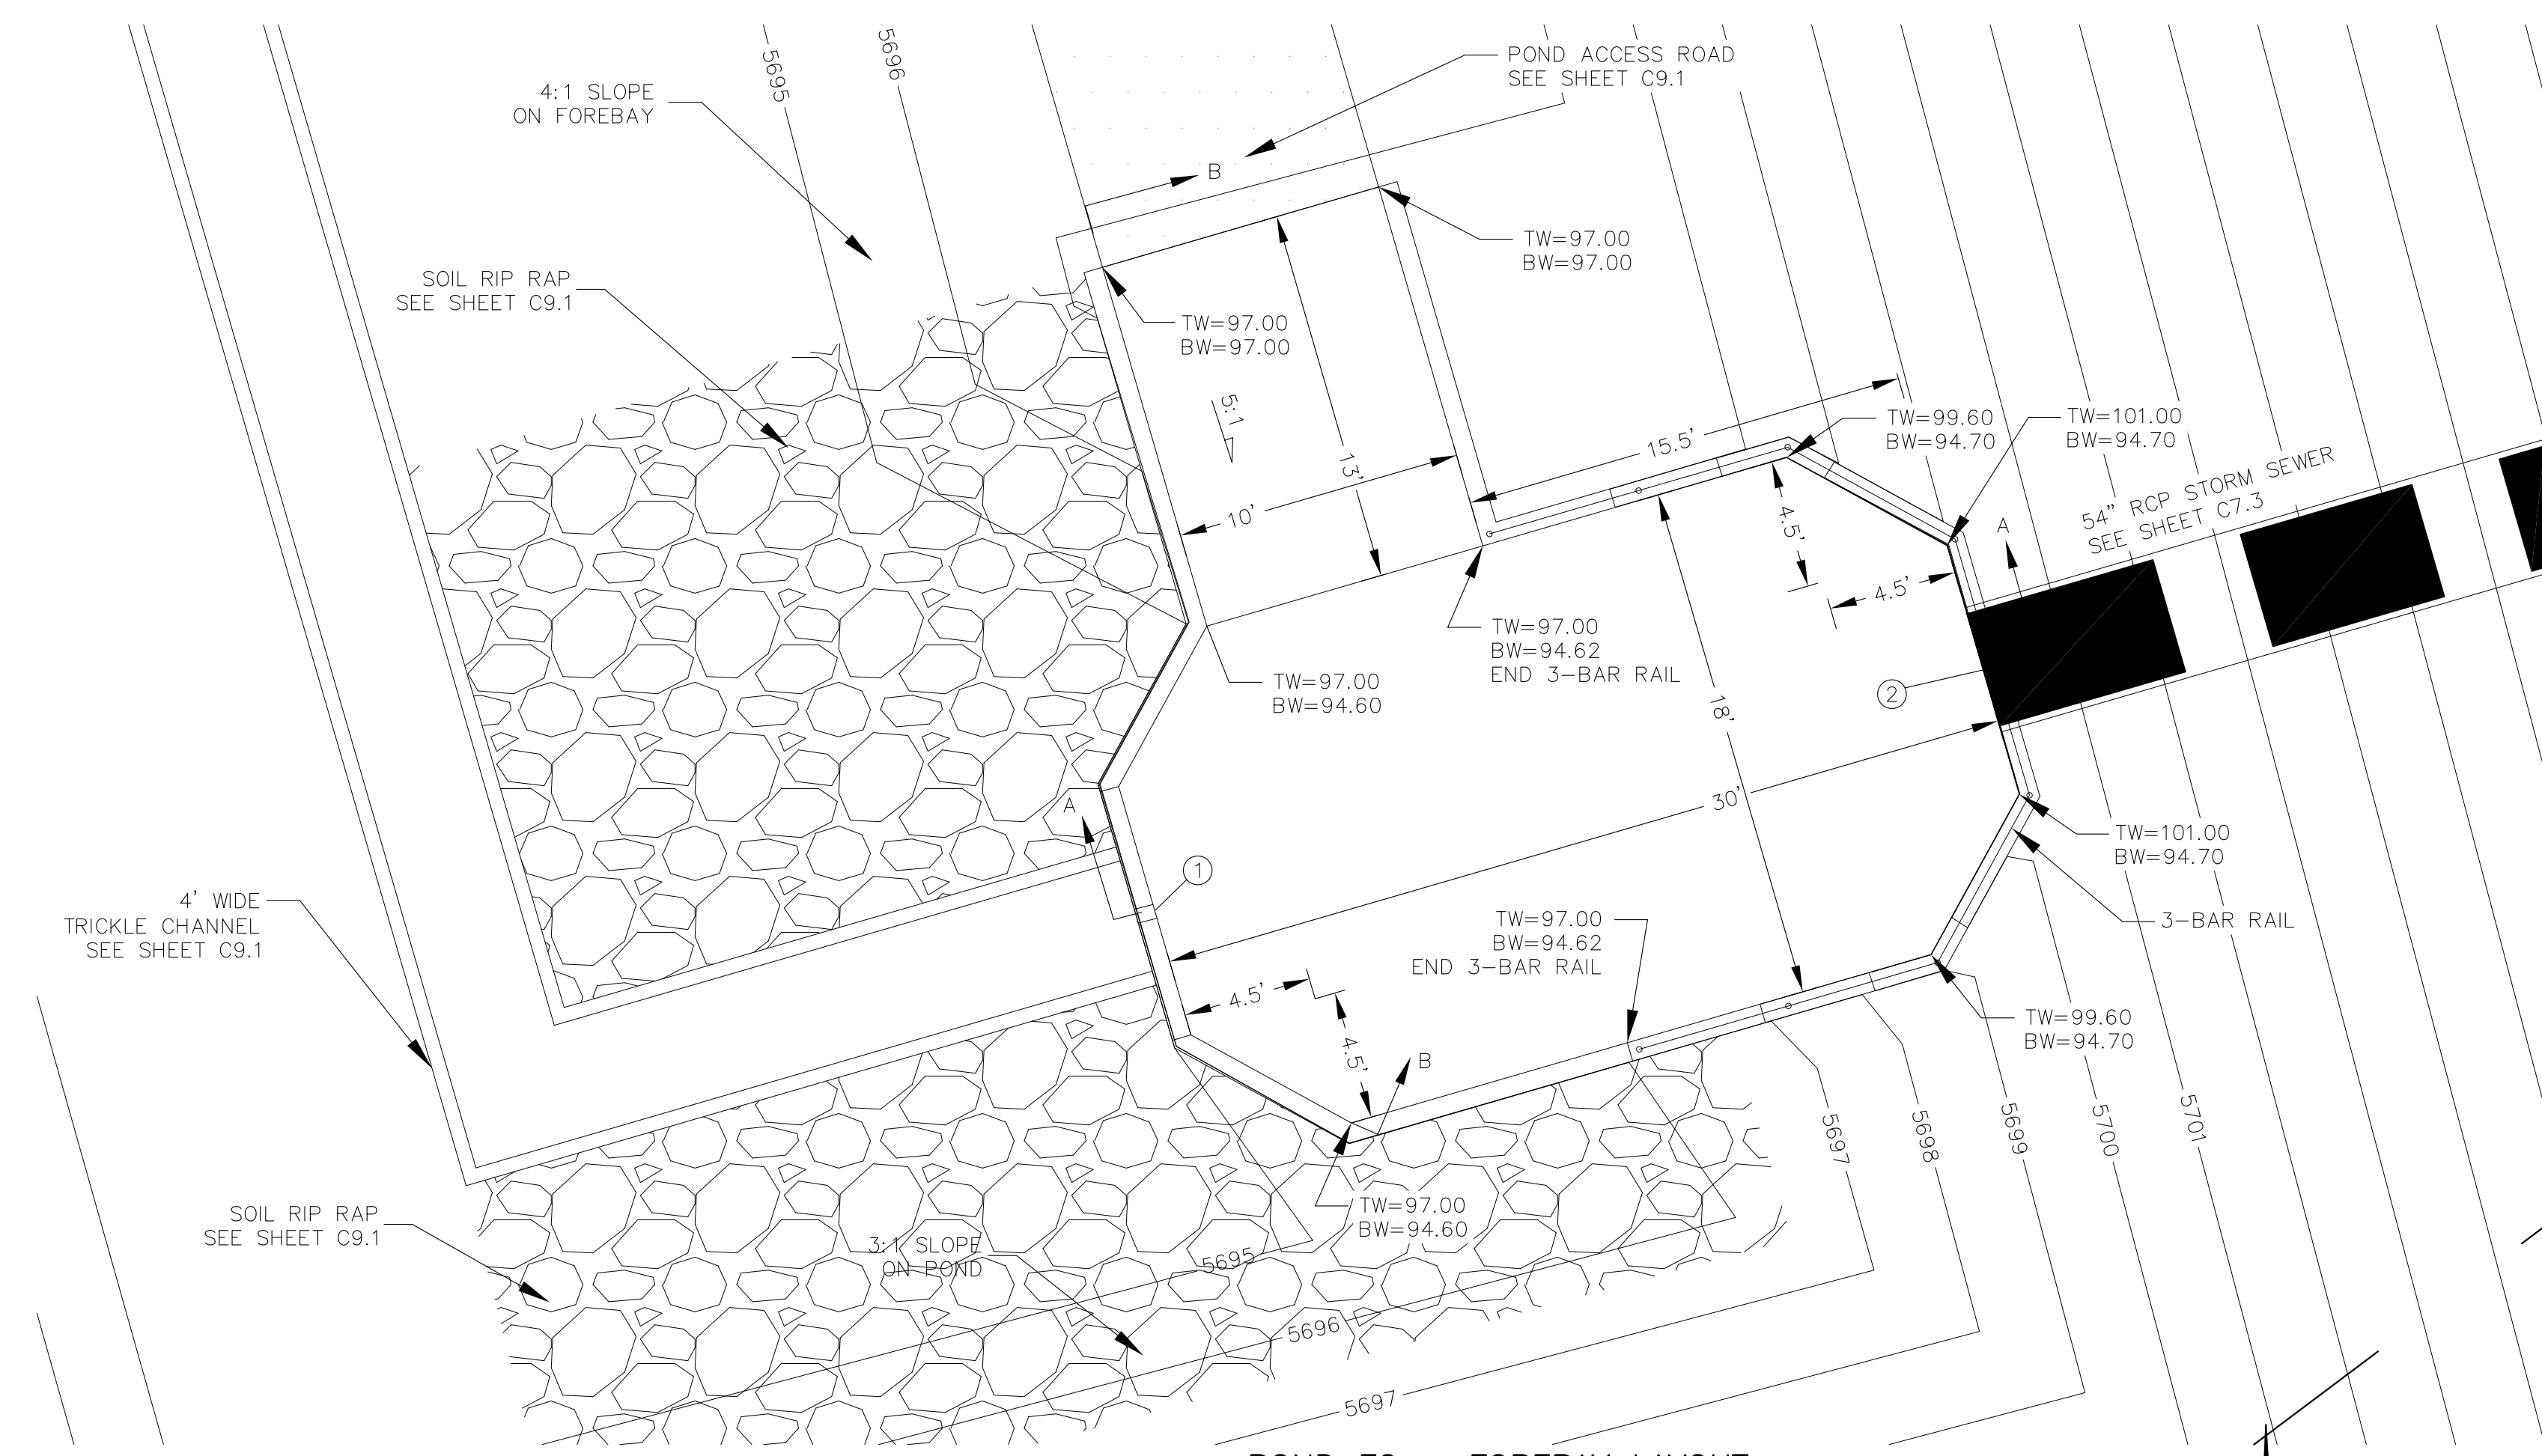 5695
5696
4:1 SLOPE
ON FOREBAY
POND ACCESS ROAD
SEE SHEET C9.1
B
TW=97.00
BW=97.00
SOIL RIP RAP
SEE SHEET C9.1
TW=97.00
BW=97.00
5:1
13'
10'
15.5'
TW=99.60
BW=94.70
TW=101.00
BW=94.70
54" RCP STORM SEWER
SEE SHEET C7.3
A
4.5'
4.5'
TW=97.00
BW=94.62
END 3-BAR RAIL
TW=97.00
BW=94.60
2
18'
30'
A
1
TW=101.00
BW=94.70
4' WIDE
TRICKLE CHANNEL
SEE SHEET C9.1
TW=97.00
BW=94.62
END 3-BAR RAIL
3-BAR RAIL
4.5'
4.5'
B
TW=99.60
BW=94.70
5697
5698
5699
5700
5701
SOIL RIP RAP
SEE SHEET C9.1
TW=97.00
BW=94.60
3:1 SLOPE
ON POND
5695
5696
5697